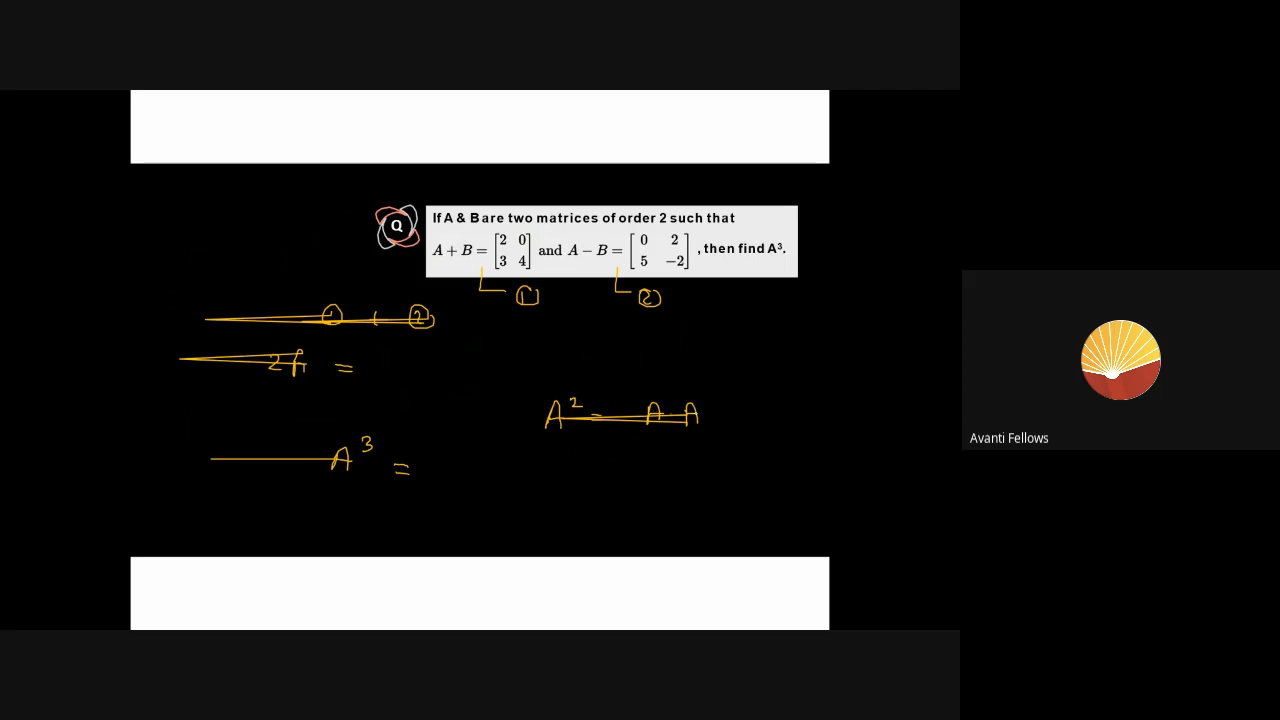 Q
If A & B are two matrices of order 2 such that
A + B = [2 0 3 4] and A − B = [0 2 5 −2] , then find A³.
① ②
① + ②
2A =
A² = A A
A³ =
Avanti Fellows